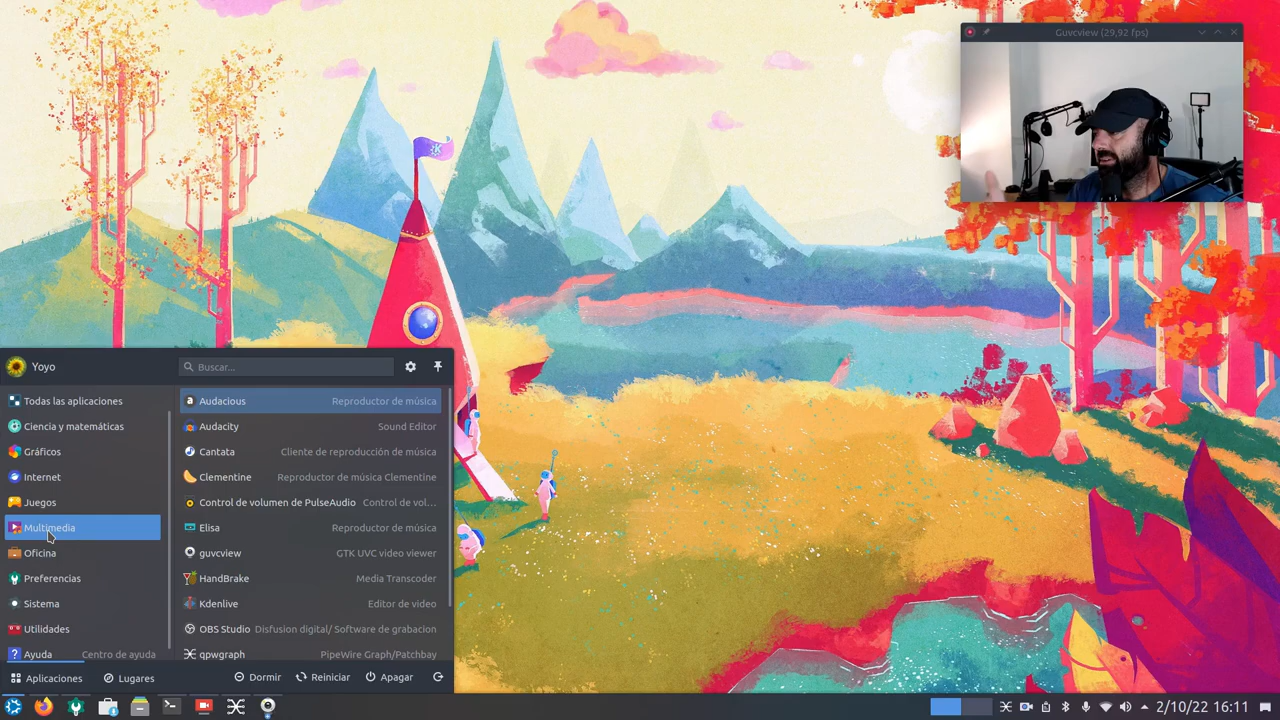 Guvcview (29,92 fps)
Yoyo
Buscar...
Todas las aplicaciones
Ciencia y matemáticas
Gráficos
Internet
Juegos
Multimedia
Oficina
Preferencias
Sistema
Utilidades
Ayuda Centro de ayuda
Audacious Reproductor de música
Audacity Sound Editor
Cantata Cliente de reproducción de música
Clementine Reproductor de música Clementine
Control de volumen de PulseAudio Control de vol...
Elisa Reproductor de música
guvcview GTK UVC video viewer
HandBrake Media Transcoder
Kdenlive Editor de video
OBS Studio Disfusion digital/ Software de grabacion
qpwgraph PipeWire Graph/Patchbay
Aplicaciones Lugares Dormir Reiniciar Apagar
2/10/22 16:11